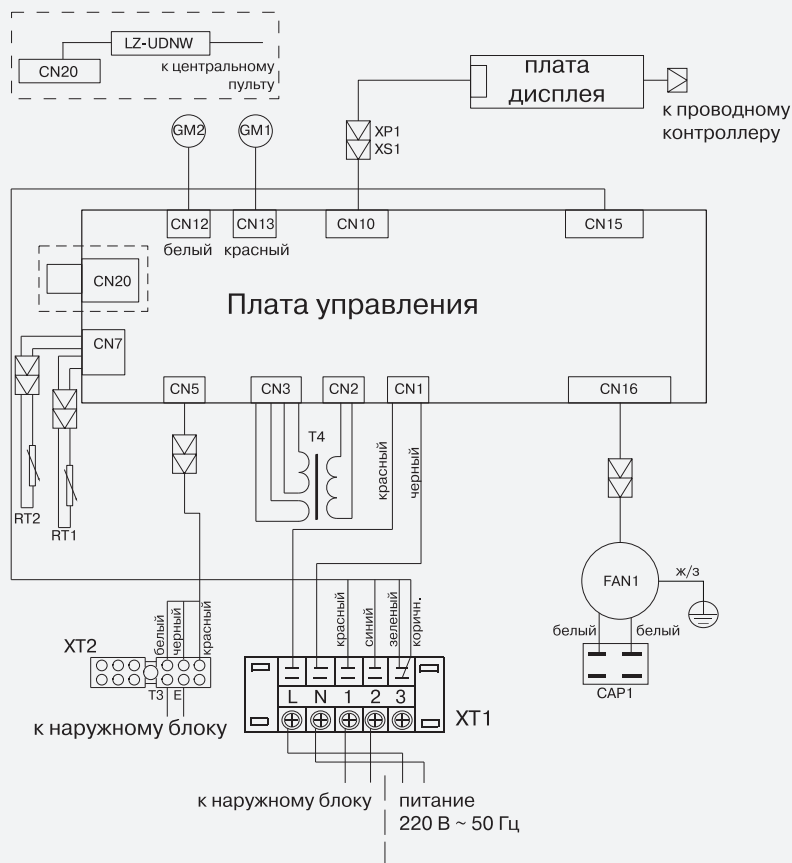 LZ-UDNW
CN20
к центральному
пульту
плата
дисплея
к проводному
контроллеру
GM2
GM1
XP1
XS1
CN12
CN13
CN10
CN15
белый
красный
CN20
Плата управления
CN7
CN5
CN3
CN2
CN1
CN16
T4
красный
черный
RT2
RT1
FAN1
ж/з
белый
белый
CAP1
белый
черный
красный
красный
синий
зеленый
коричн.
XT2
T3
E
к наружному блоку
L
N
1
2
3
XT1
к наружному блоку
питание
220 В ~ 50 Гц